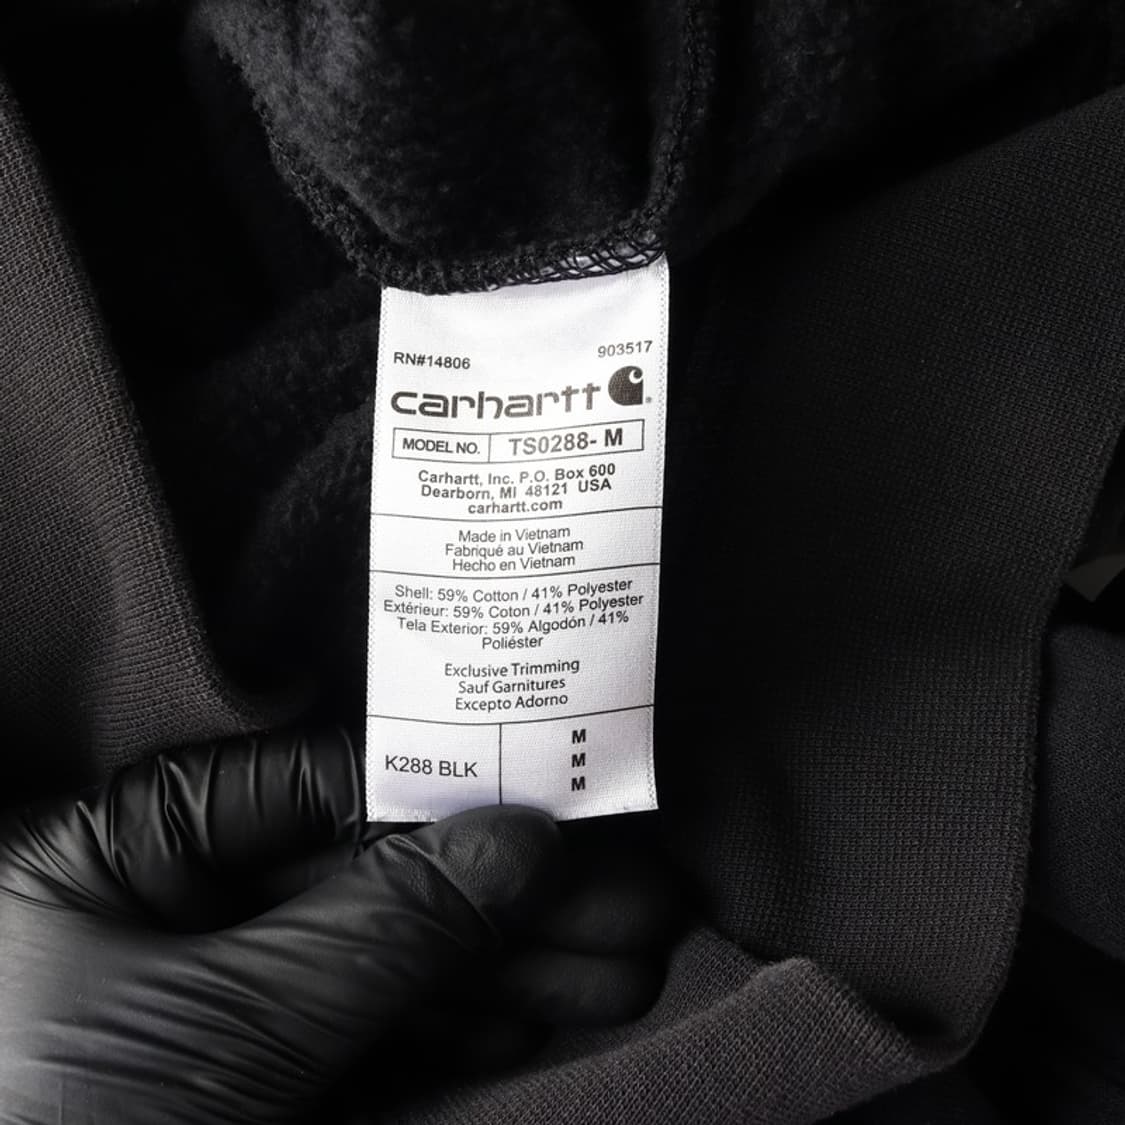 RN#14806 903517
carhartt
MODEL NO. TS0288- M
Carhartt, Inc. P.O. Box 600
Dearborn, MI 48121 USA
carhartt.com
Made in Vietnam
Fabriqué au Vietnam
Hecho en Vietnam
Shell: 59% Cotton / 41% Polyester
Extérieur: 59% Coton / 41% Polyester
Tela Exterior: 59% Algodón / 41%
Poliéster
Exclusive Trimming
Sauf Garnitures
Excepto Adorno
K288 BLK
M
M
M